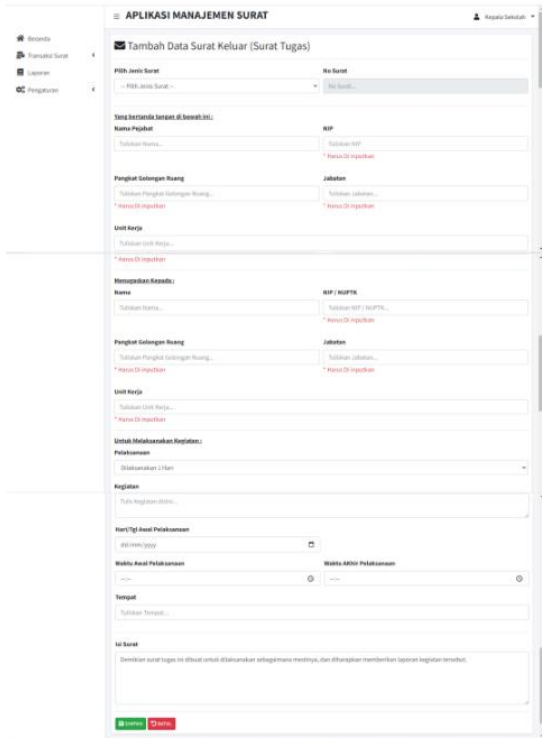 ≡ APLIKASI MANAJEMEN SURAT
Kepala Sekolah
Beranda
Transaksi Surat
Laporan
Pengaturan
Tambah Data Surat Keluar (Surat Tugas)
Pilih Jenis Surat
No Surat
-- Pilih Jenis Surat --
No Surat...
Yang bertanda tangan di bawah ini :
Nama Pejabat
NIP
Tuliskan Nama...
Tuliskan NIP
* Harus Di inputkan
Pangkat Golongan Ruang
Jabatan
Tuliskan Pangkat Golongan Ruang...
Tuliskan Jabatan...
* Harus Di inputkan
* Harus Di inputkan
Unit Kerja
Tuliskan Unit Kerja...
* Harus Di inputkan
Menugaskan Kepada :
Nama
NIP / NUPTK
Tuliskan Nama...
Tuliskan NIP / NUPTK...
* Harus Di inputkan
Pangkat Golongan Ruang
Jabatan
Tuliskan Pangkat Golongan Ruang...
Tuliskan Jabatan...
* Harus Di inputkan
* Harus Di inputkan
Unit Kerja
Tuliskan Unit Kerja...
* Harus Di inputkan
Untuk Melaksanakan Kegiatan :
Pelaksanaan
Dilaksanakan 1 Hari
Kegiatan
Tulis Kegiatan disini...
Hari/Tgl Awal Pelaksanaan
dd/mm/yyyy
Waktu Awal Pelaksanaan
Waktu AKhir Pelaksanaan
--:--
--:--
Tempat
Tuliskan Tempat...
Isi Surat
Demikian surat tugas ini dibuat untuk dilaksanakan sebagaimana mestinya, dan diharapkan memberikan laporan kegiatan tersebut.
SIMPAN
BATAL